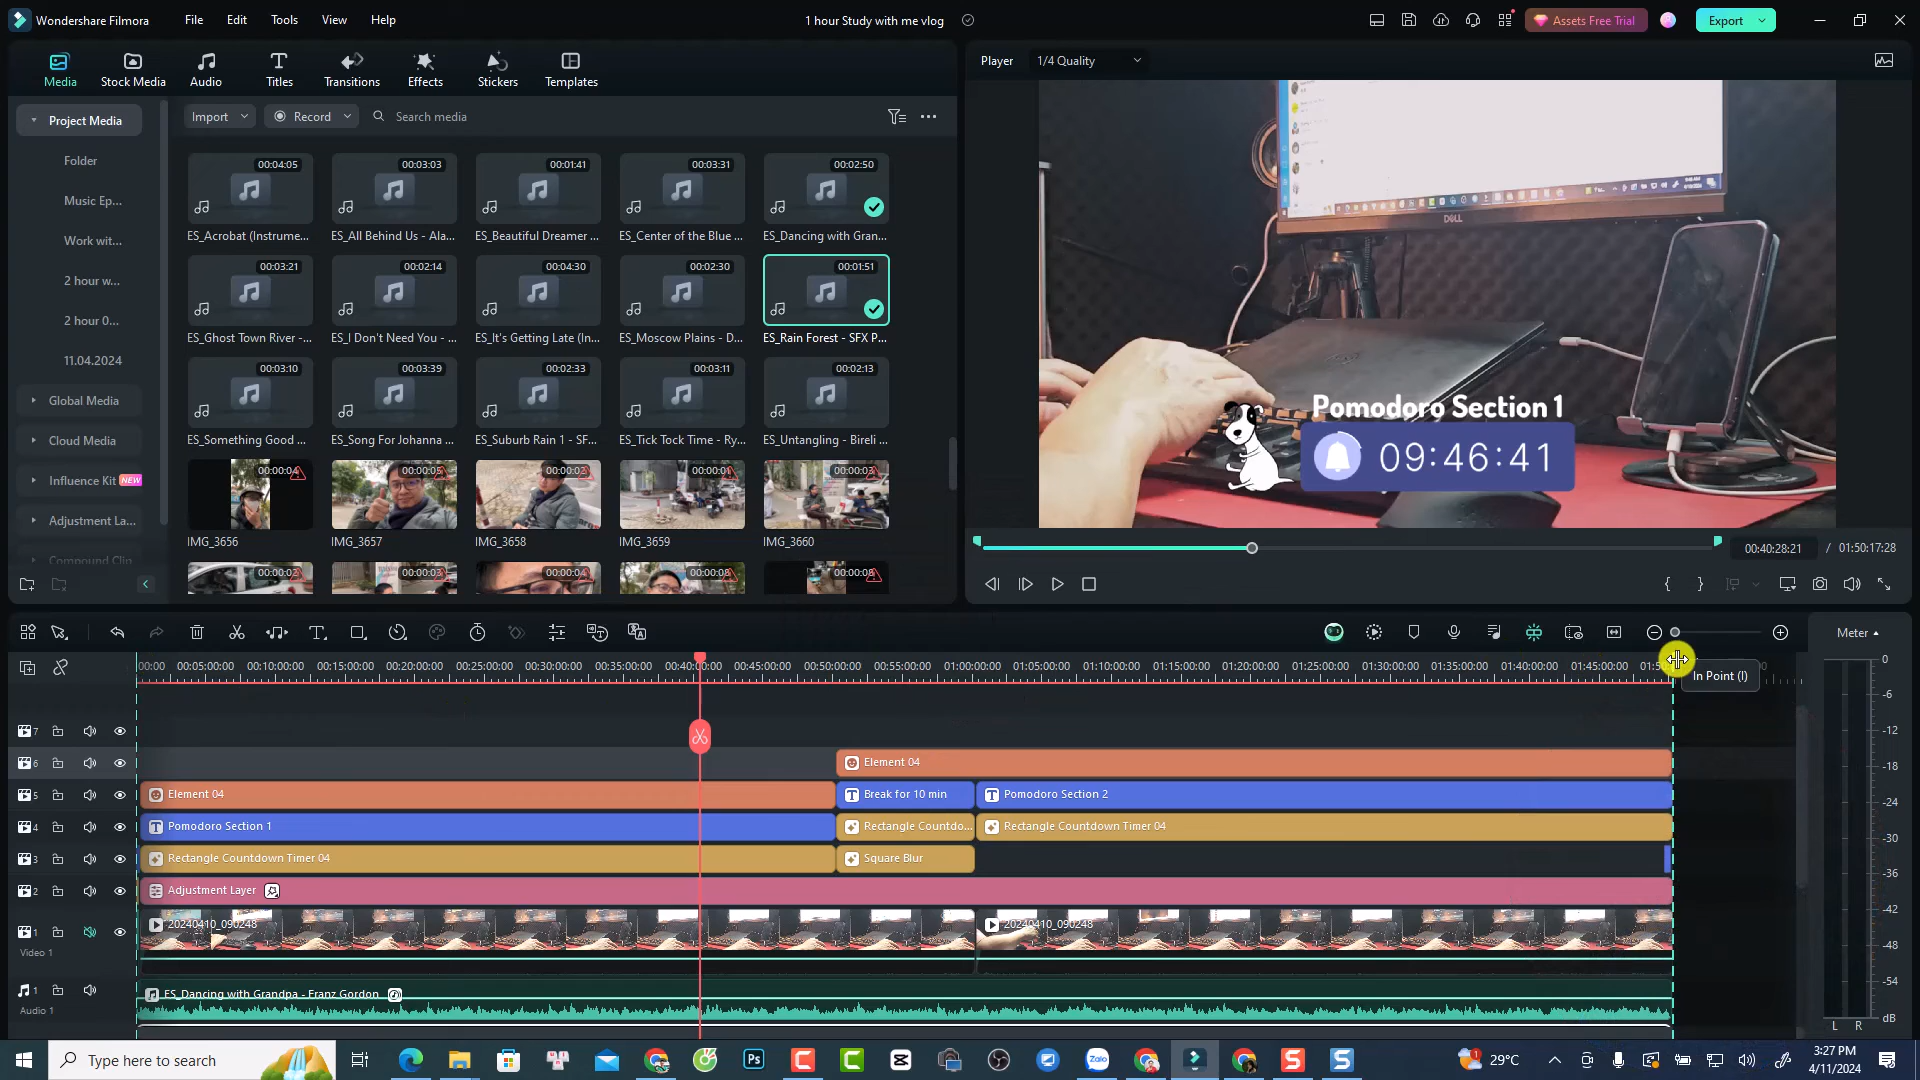 Wondershare Filmora
File
Edit
Tools
View
Help
1 hour Study with me vlog
Assets Free Trial
Export
Media
Stock Media
Audio
Titles
Transitions
Effects
Stickers
Templates
Player
1/4 Quality
Project Media
Folder
Music Ep...
Work wit...
2 hour w...
2 hour 0...
11.04.2024
Global Media
Cloud Media
Influence Kit NEW
Adjustment La...
Compound Clip
Import
Record
Search media
00:04:05
00:03:03
00:01:41
00:03:31
00:02:50
ES_Acrobat (Instrume...
ES_All Behind Us - Ala...
ES_Beautiful Dreamer ...
ES_Center of the Blue ...
ES_Dancing with Gran...
00:03:21
00:02:14
00:04:30
00:02:30
00:01:51
ES_Ghost Town River -...
ES_I Don't Need You - ...
ES_It's Getting Late (In...
ES_Moscow Plains - D...
ES_Rain Forest - SFX P...
00:03:10
00:03:39
00:02:33
00:03:11
00:02:13
ES_Something Good ...
ES_Song For Johanna ...
ES_Suburb Rain 1 - SF...
ES_Tick Tock Time - Ry...
ES_Untangling - Bireli ...
00:00:04
00:00:05
00:00:02
00:00:01
00:00:03
IMG_3656
IMG_3657
IMG_3658
IMG_3659
IMG_3660
00:00:02
00:00:03
00:00:04
00:00:08
00:00:08
DELL
Pomodoro Section 1
09:46:41
00:40:28:21 / 01:50:17:28
Meter
00:00
00:05:00:00
00:10:00:00
00:15:00:00
00:20:00:00
00:25:00:00
00:30:00:00
00:35:00:00
00:40:00:00
00:45:00:00
00:50:00:00
00:55:00:00
01:00:00:00
01:05:00:00
01:10:00:00
01:15:00:00
01:20:00:00
01:25:00:00
01:30:00:00
01:35:00:00
01:40:00:00
01:45:00:00
In Point (I)
7
6
Element 04
5
Element 04
Break for 10 min
Pomodoro Section 2
4
Pomodoro Section 1
Rectangle Countdo...
Rectangle Countdown Timer 04
3
Rectangle Countdown Timer 04
Square Blur
2
Adjustment Layer
1
20240410_090248
20240410_090248
Video 1
1
ES_Dancing with Grandpa - Franz Gordon
Audio 1
0
-6
-12
-18
-24
-30
-36
-42
-48
-54
dB
L R
Type here to search
Ps
Zalo
29°C
3:27 PM
4/11/2024